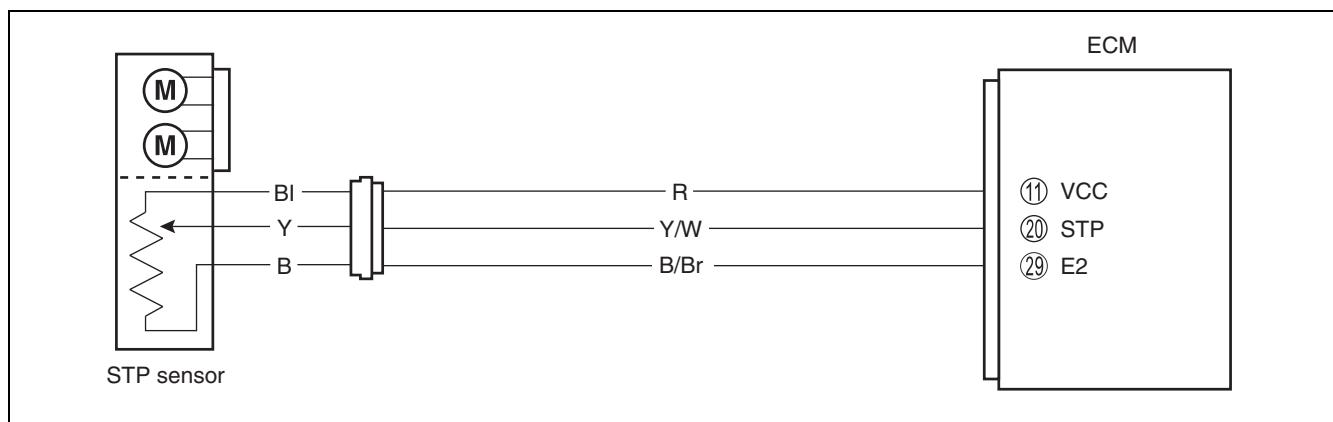 ECM
M
M
Bl R ⑪ VCC
Y Y/W ⑳ STP
B B/Br ㉙ E2
STP sensor